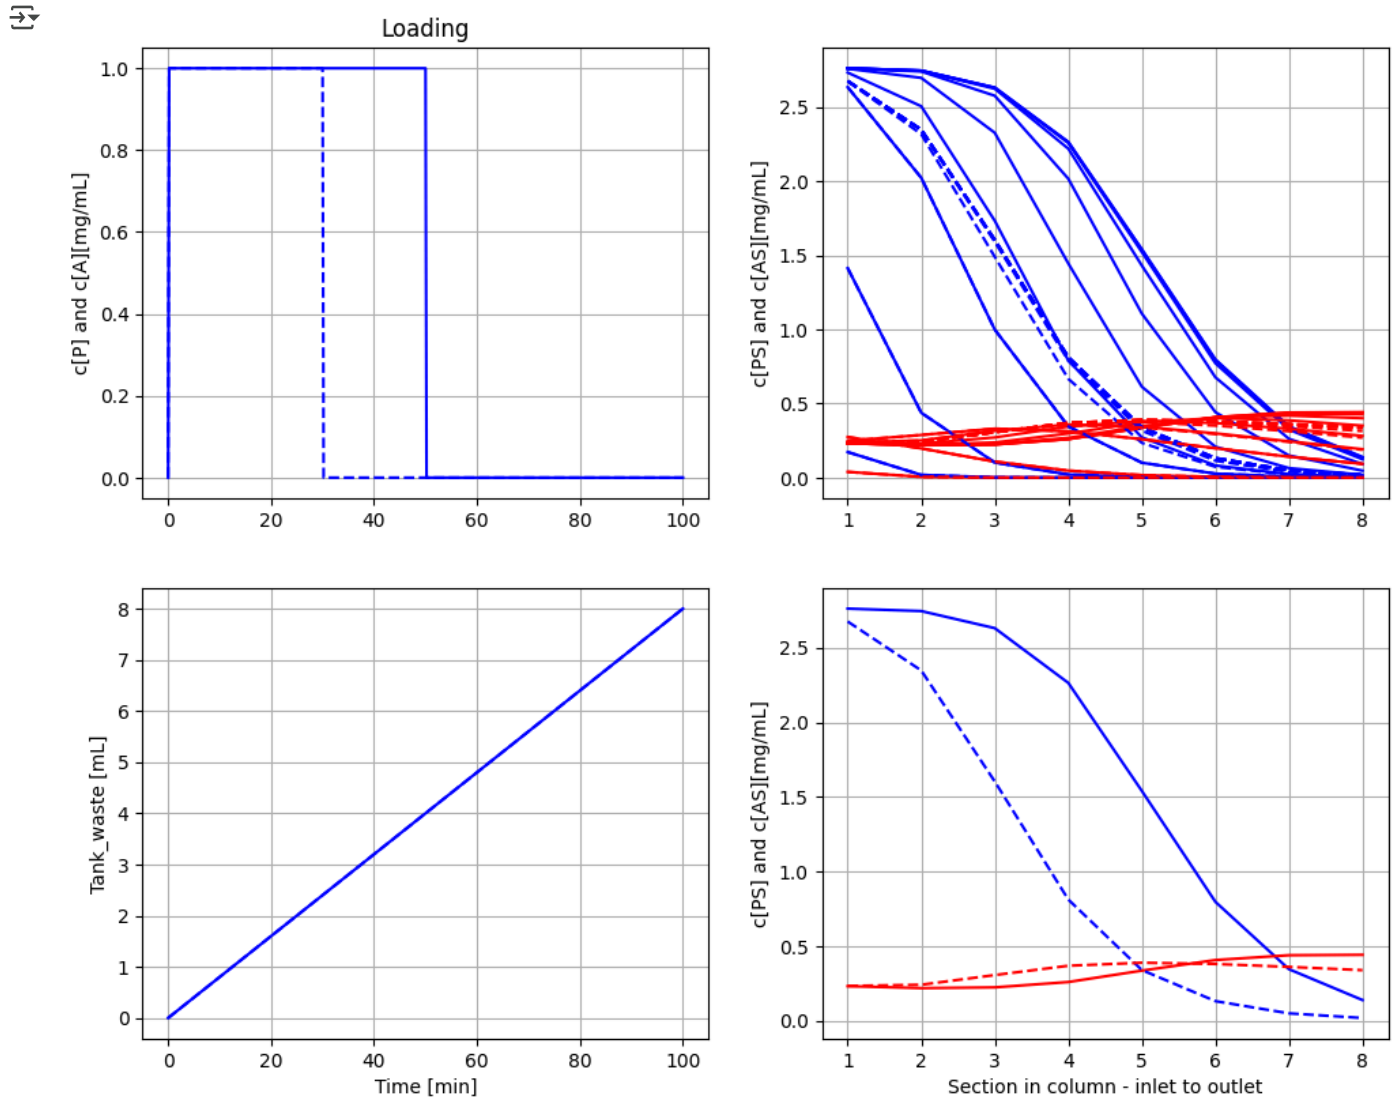 Loading
c[P] and c[A][mg/mL]
1.0
0.8
0.6
0.4
0.2
0.0
0 20 40 60 80 100
c[PS] and c[AS][mg/mL]
2.5
2.0
1.5
1.0
0.5
0.0
1 2 3 4 5 6 7 8
Tank_waste [mL]
8
7
6
5
4
3
2
1
0
0 20 40 60 80 100
Time [min]
c[PS] and c[AS][mg/mL]
2.5
2.0
1.5
1.0
0.5
0.0
1 2 3 4 5 6 7 8
Section in column - inlet to outlet